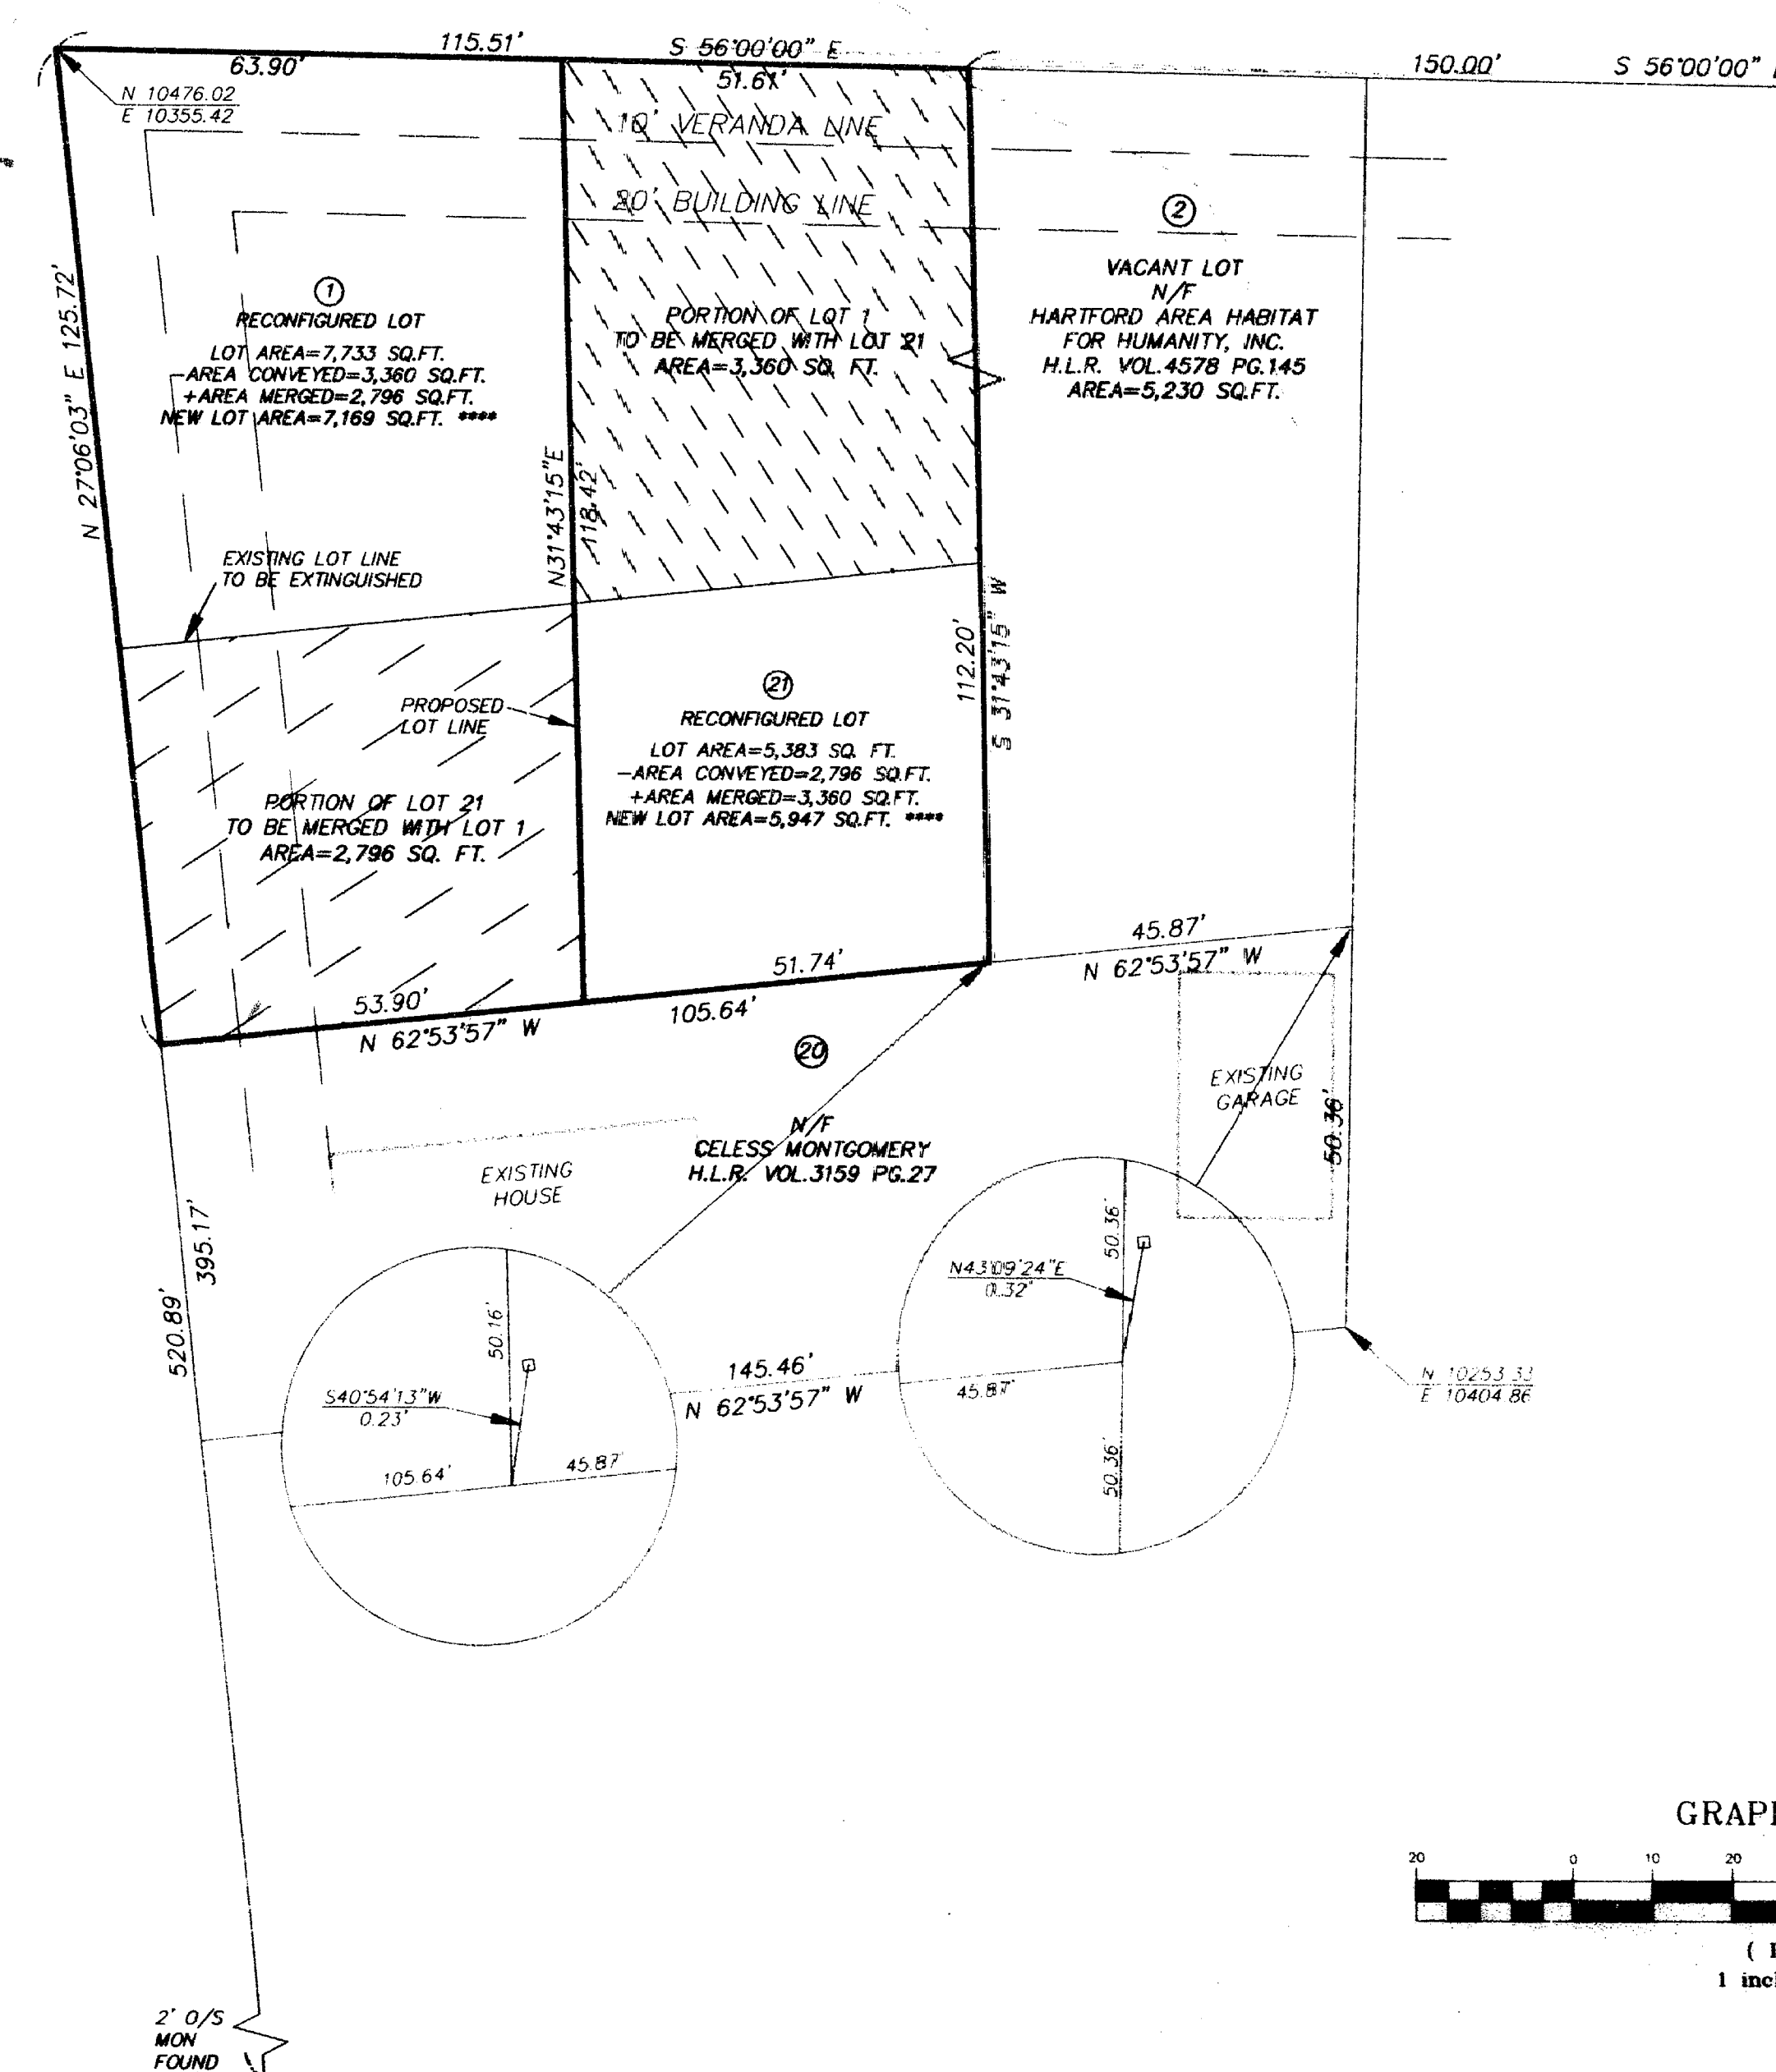 115.51'
S 56°00'00" E
63.90'
51.61'
150.00'
S 56°00'00"
N 10476.02
E 10355.42
10' VERANDA LINE
20' BUILDING LINE
N 27°06'03" E 125.72'
1
RECONFIGURED LOT
LOT AREA=7,733 SQ.FT.
-AREA CONVEYED=3,360 SQ.FT.
+AREA MERGED=2,796 SQ.FT.
NEW LOT AREA=7,169 SQ.FT. ****
PORTION OF LOT 1
TO BE MERGED WITH LOT 21
AREA=3,360 SQ. FT.
2
VACANT LOT
N/F
HARTFORD AREA HABITAT
FOR HUMANITY, INC.
H.L.R. VOL.4578 PG.145
AREA=5,230 SQ.FT.
N31°43'15"E
118.42'
EXISTING LOT LINE
TO BE EXTINGUISHED
112.20'
S 31°43'15" W
PROPOSED
LOT LINE
21
RECONFIGURED LOT
LOT AREA=5,383 SQ. FT.
-AREA CONVEYED=2,796 SQ.FT.
+AREA MERGED=3,360 SQ.FT.
NEW LOT AREA=5,947 SQ.FT. ****
PORTION OF LOT 21
TO BE MERGED WITH LOT 1
AREA=2,796 SQ. FT.
53.90'
51.74'
N 62°53'57" W
105.64'
45.87'
N 62°53'57" W
20
N/F
CELESS MONTGOMERY
H.L.R. VOL.3159 PG.27
EXISTING
HOUSE
EXISTING
GARAGE
50.36'
395.17'
520.89'
50.16'
S40°54'13"W
0.23'
105.64'
45.87'
145.46'
N 62°53'57" W
50.36'
N43°09'24"E
0.32'
45.87'
50.36'
N 10253.33
E 10404.86
GRAPH
20 0 10 20
(
1 inch
2' O/S
MON
FOUND